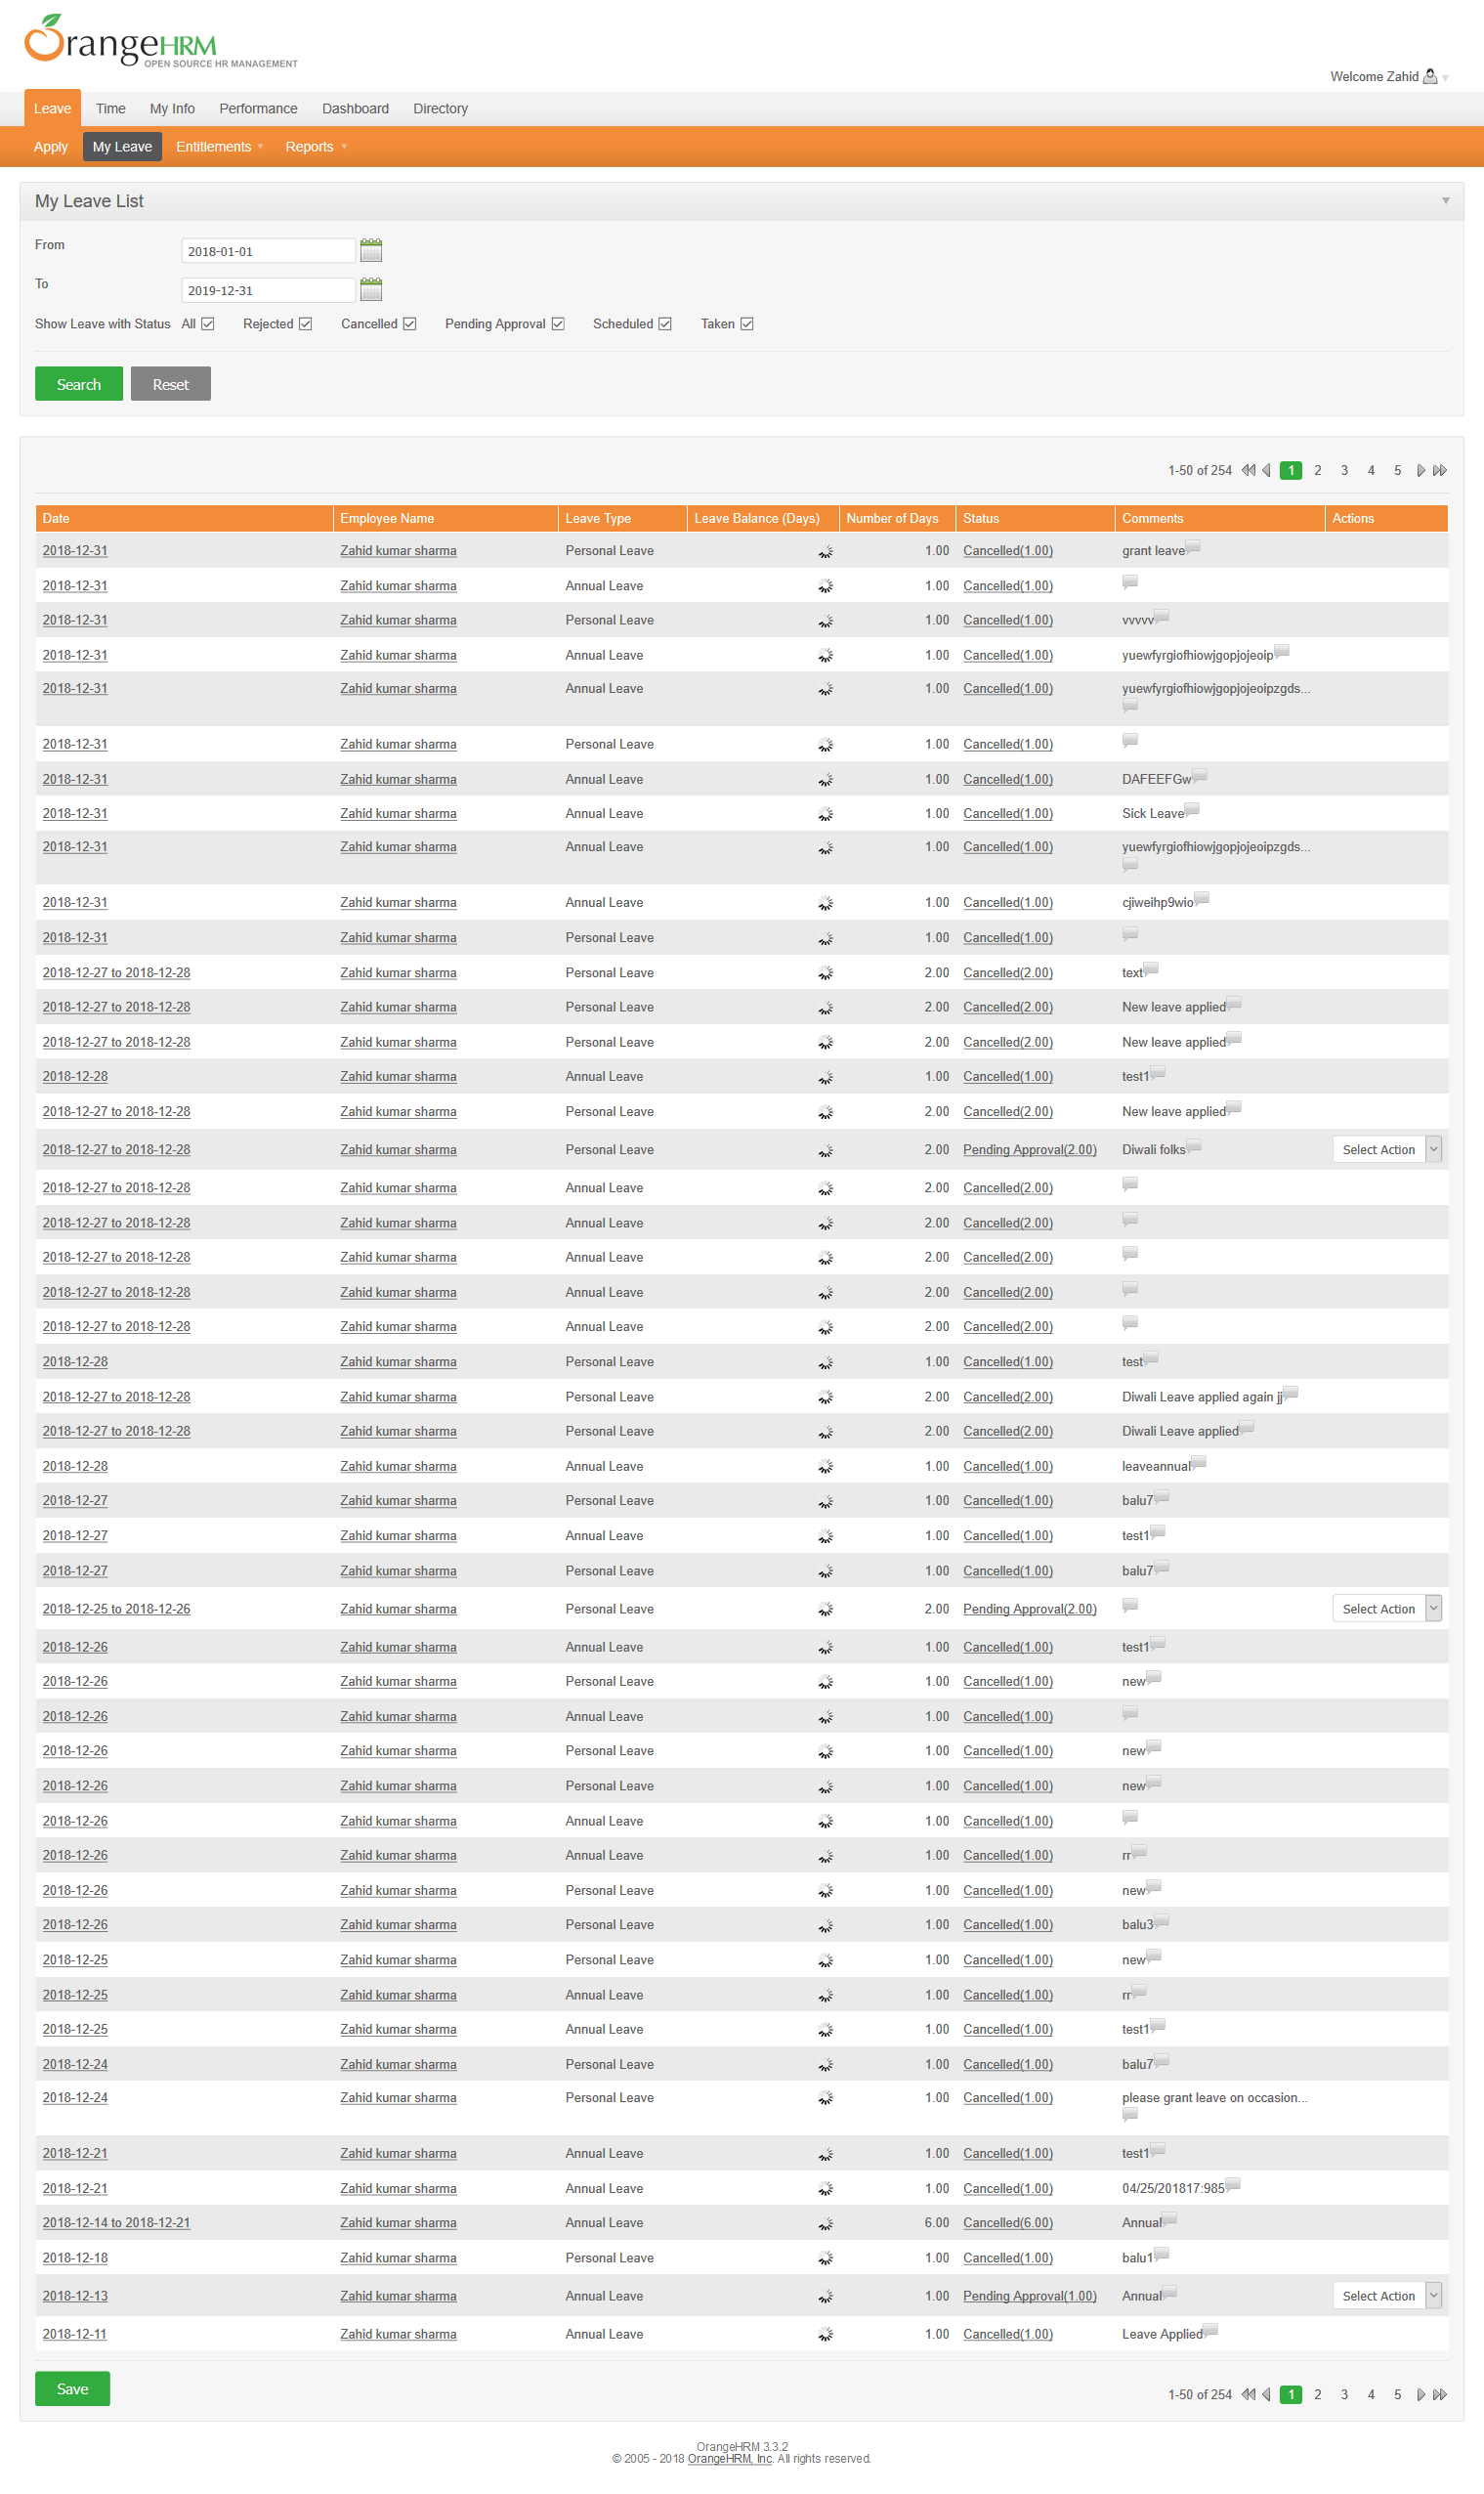 OrangeHRM
OPEN SOURCE HR MANAGEMENT
Welcome Zahid
Leave Time My Info Performance Dashboard Directory
Apply My Leave Entitlements Reports
My Leave List
From 2018-01-01
To 2019-12-31
Show Leave with Status All Rejected Cancelled Pending Approval Scheduled Taken
Search Reset
1-50 of 254 1 2 3 4 5
Date Employee Name Leave Type Leave Balance (Days) Number of Days Status Comments Actions
2018-12-31 Zahid kumar sharma Personal Leave 1.00 Cancelled(1.00) grant leave
2018-12-31 Zahid kumar sharma Annual Leave 1.00 Cancelled(1.00)
2018-12-31 Zahid kumar sharma Personal Leave 1.00 Cancelled(1.00) vvvvv
2018-12-31 Zahid kumar sharma Annual Leave 1.00 Cancelled(1.00) yuewfyrgiofhiowjgopjojeoip
2018-12-31 Zahid kumar sharma Annual Leave 1.00 Cancelled(1.00) yuewfyrgiofhiowjgopjojeoipzgds...
2018-12-31 Zahid kumar sharma Personal Leave 1.00 Cancelled(1.00)
2018-12-31 Zahid kumar sharma Annual Leave 1.00 Cancelled(1.00) DAFEEFGw
2018-12-31 Zahid kumar sharma Annual Leave 1.00 Cancelled(1.00) Sick Leave
2018-12-31 Zahid kumar sharma Annual Leave 1.00 Cancelled(1.00) yuewfyrgiofhiowjgopjojeoipzgds...
2018-12-31 Zahid kumar sharma Annual Leave 1.00 Cancelled(1.00) cjiweihp9wio
2018-12-31 Zahid kumar sharma Personal Leave 1.00 Cancelled(1.00)
2018-12-27 to 2018-12-28 Zahid kumar sharma Personal Leave 2.00 Cancelled(2.00) text
2018-12-27 to 2018-12-28 Zahid kumar sharma Personal Leave 2.00 Cancelled(2.00) New leave applied
2018-12-27 to 2018-12-28 Zahid kumar sharma Personal Leave 2.00 Cancelled(2.00) New leave applied
2018-12-28 Zahid kumar sharma Annual Leave 1.00 Cancelled(1.00) test1
2018-12-27 to 2018-12-28 Zahid kumar sharma Personal Leave 2.00 Cancelled(2.00) New leave applied
2018-12-27 to 2018-12-28 Zahid kumar sharma Personal Leave 2.00 Pending Approval(2.00) Diwali folks Select Action
2018-12-27 to 2018-12-28 Zahid kumar sharma Annual Leave 2.00 Cancelled(2.00)
2018-12-27 to 2018-12-28 Zahid kumar sharma Annual Leave 2.00 Cancelled(2.00)
2018-12-27 to 2018-12-28 Zahid kumar sharma Annual Leave 2.00 Cancelled(2.00)
2018-12-27 to 2018-12-28 Zahid kumar sharma Annual Leave 2.00 Cancelled(2.00)
2018-12-27 to 2018-12-28 Zahid kumar sharma Annual Leave 2.00 Cancelled(2.00)
2018-12-28 Zahid kumar sharma Personal Leave 1.00 Cancelled(1.00) test
2018-12-27 to 2018-12-28 Zahid kumar sharma Personal Leave 2.00 Cancelled(2.00) Diwali Leave applied again jj
2018-12-27 to 2018-12-28 Zahid kumar sharma Personal Leave 2.00 Cancelled(2.00) Diwali Leave applied
2018-12-28 Zahid kumar sharma Annual Leave 1.00 Cancelled(1.00) leaveannual
2018-12-27 Zahid kumar sharma Personal Leave 1.00 Cancelled(1.00) balu7
2018-12-27 Zahid kumar sharma Annual Leave 1.00 Cancelled(1.00) test1
2018-12-27 Zahid kumar sharma Personal Leave 1.00 Cancelled(1.00) balu7
2018-12-25 to 2018-12-26 Zahid kumar sharma Personal Leave 2.00 Pending Approval(2.00) Select Action
2018-12-26 Zahid kumar sharma Annual Leave 1.00 Cancelled(1.00) test1
2018-12-26 Zahid kumar sharma Personal Leave 1.00 Cancelled(1.00) new
2018-12-26 Zahid kumar sharma Annual Leave 1.00 Cancelled(1.00)
2018-12-26 Zahid kumar sharma Personal Leave 1.00 Cancelled(1.00) new
2018-12-26 Zahid kumar sharma Personal Leave 1.00 Cancelled(1.00) new
2018-12-26 Zahid kumar sharma Annual Leave 1.00 Cancelled(1.00)
2018-12-26 Zahid kumar sharma Annual Leave 1.00 Cancelled(1.00) rr
2018-12-26 Zahid kumar sharma Personal Leave 1.00 Cancelled(1.00) new
2018-12-26 Zahid kumar sharma Personal Leave 1.00 Cancelled(1.00) balu3
2018-12-25 Zahid kumar sharma Personal Leave 1.00 Cancelled(1.00) new
2018-12-25 Zahid kumar sharma Annual Leave 1.00 Cancelled(1.00) rr
2018-12-25 Zahid kumar sharma Annual Leave 1.00 Cancelled(1.00) test1
2018-12-24 Zahid kumar sharma Personal Leave 1.00 Cancelled(1.00) balu7
2018-12-24 Zahid kumar sharma Personal Leave 1.00 Cancelled(1.00) please grant leave on occasion...
2018-12-21 Zahid kumar sharma Annual Leave 1.00 Cancelled(1.00) test1
2018-12-21 Zahid kumar sharma Annual Leave 1.00 Cancelled(1.00) 04/25/201817:985
2018-12-14 to 2018-12-21 Zahid kumar sharma Annual Leave 6.00 Cancelled(6.00) Annual
2018-12-18 Zahid kumar sharma Personal Leave 1.00 Cancelled(1.00) balu1
2018-12-13 Zahid kumar sharma Annual Leave 1.00 Pending Approval(1.00) Annual Select Action
2018-12-11 Zahid kumar sharma Annual Leave 1.00 Cancelled(1.00) Leave Applied
Save 1-50 of 254 1 2 3 4 5
OrangeHRM 3.3.2
© 2005 - 2018 OrangeHRM, Inc. All rights reserved.